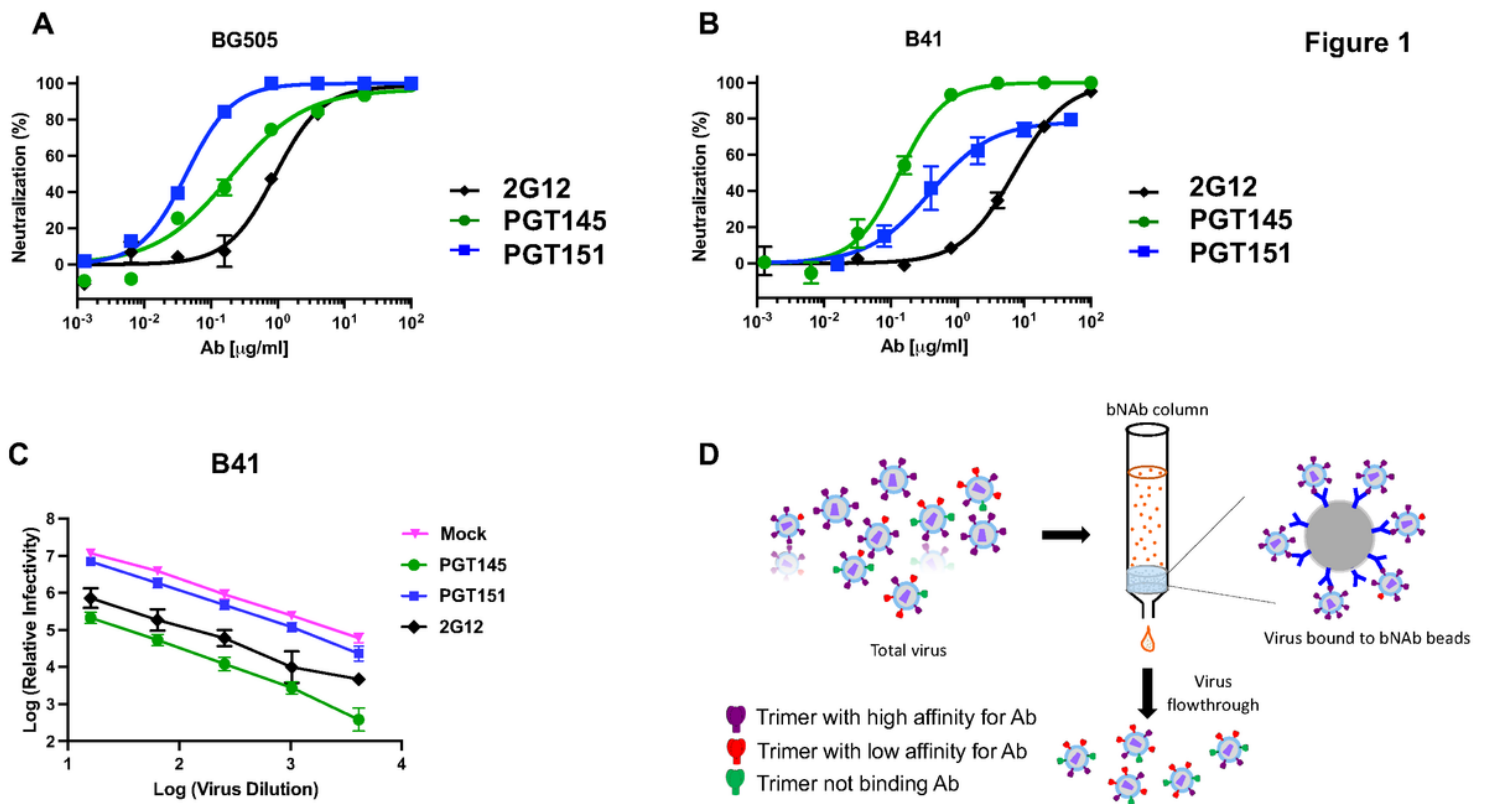 A
BG505
Neutralization (%)
100
80
60
40
20
0
10-3
10-2
10-1
100
101
102
Ab [μg/ml]
2G12
PGT145
PGT151
B
B41
Neutralization (%)
100
80
60
40
20
0
10-3
10-2
10-1
100
101
102
Ab [μg/ml]
2G12
PGT145
PGT151
Figure 1
C
B41
Log (Relative Infectivity)
8
7
6
5
4
3
2
1
2
3
4
Log (Virus Dilution)
Mock
PGT145
PGT151
2G12
D
bNAb column
Total virus
Virus bound to bNAb beads
Virus
flowthrough
Trimer with high affinity for Ab
Trimer with low affinity for Ab
Trimer not binding Ab